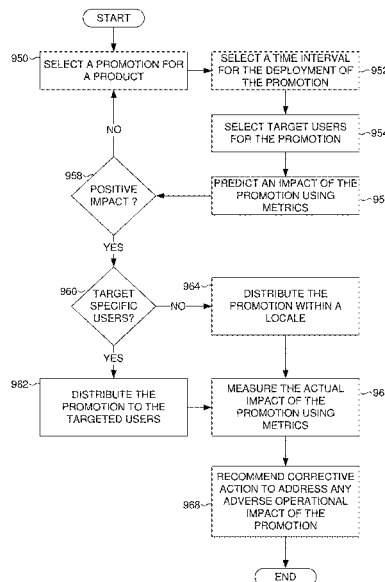 START
950
SELECT A PROMOTION FOR
A PRODUCT
SELECT A TIME INTERVAL
FOR THE DEPLOYMENT OF
THE PROMOTION
952
SELECT TARGET USERS
FOR THE PROMOTION
954
NO
958
POSITIVE
IMPACT ?
PREDICT AN IMPACT OF THE
PROMOTION USING
METRICS
YES
960
TARGET
SPECIFIC
USERS?
NO
964
DISTRIBUTE THE
PROMOTION WITHIN A
LOCALE
YES
962
DISTRIBUTE THE
PROMOTION TO THE
TARGETED USERS
MEASURE THE ACTUAL
IMPACT OF THE
PROMOTION USING
METRICS
968
RECOMMEND CORRECTIVE
ACTION TO ADDRESS ANY
ADVERSE OPERATIONAL
IMPACT OF THE
PROMOTION
END